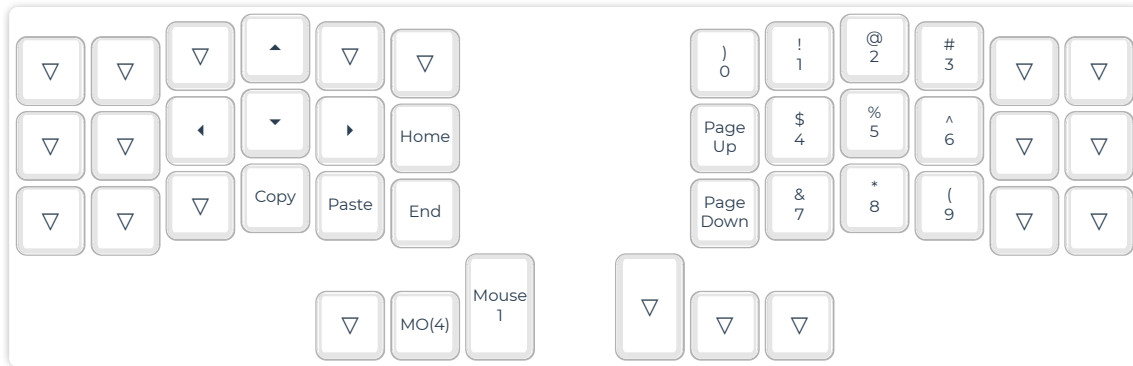 )
0
!
1
@
2
#
3
Home
Page
Up
$
4
%
5
^
6
Copy
Paste
End
Page
Down
&
7
*
8
(
9
MO(4)
Mouse
1